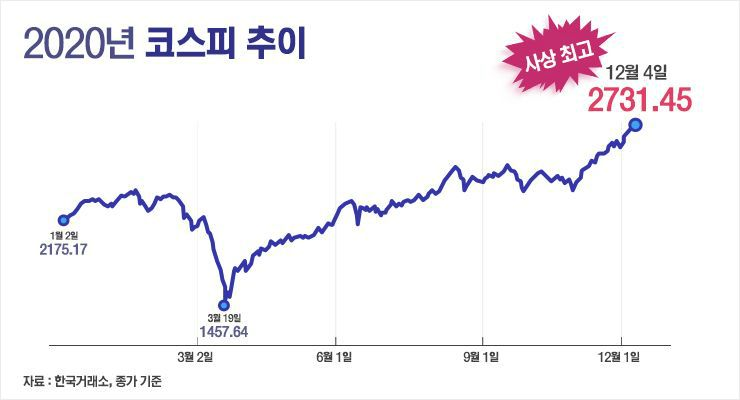 2020년 코스피 추이
사상 최고
12월 4일
2731.45
1월 2일
2175.17
3월 19일
1457.64
3월 2일
6월 1일
9월 1일
12월 1일
자료 : 한국거래소, 종가 기준